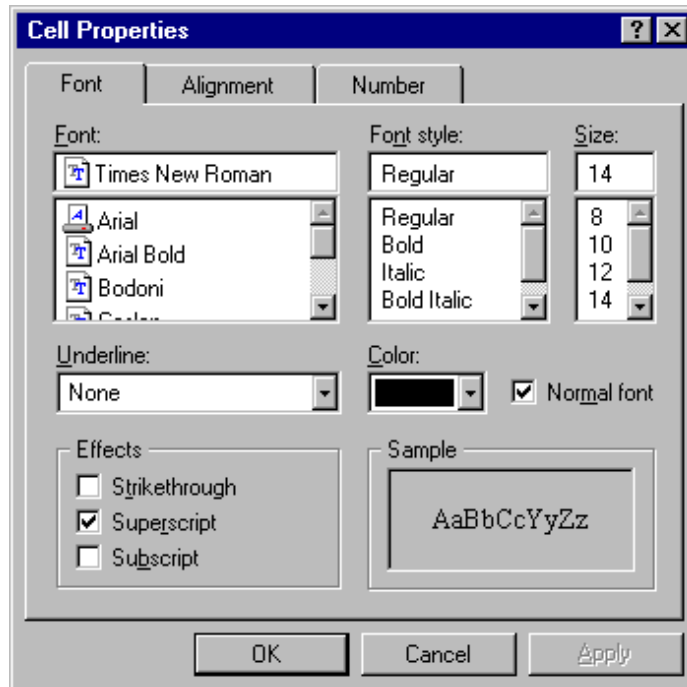 Cell Properties
Font Alignment Number
Font: Font style: Size:
Times New Roman Regular 14
Arial Regular 8
Arial Bold Bold 10
Bodoni Italic 12
Bold Italic 14
Underline: Color:
None Normal font
Effects Sample
Strikethrough
Superscript AaBbCcYyZz
Subscript
OK Cancel Apply